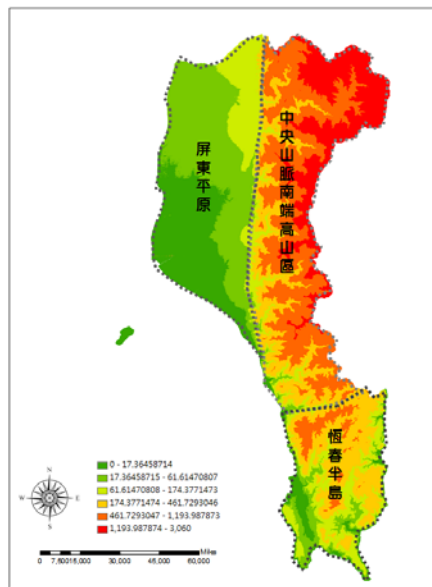 屏東平原
中央山脈南端高山區
恆春半島
0 - 17.36458714
17.36458715 - 61.61470807
61.61470808 - 174.3771473
174.3771474 - 461.7293046
461.7293047 - 1,193.987873
1,193.987874 - 3,060
N
W
E
S
Miles
0
7,500
15,000
30,000
45,000
60,000